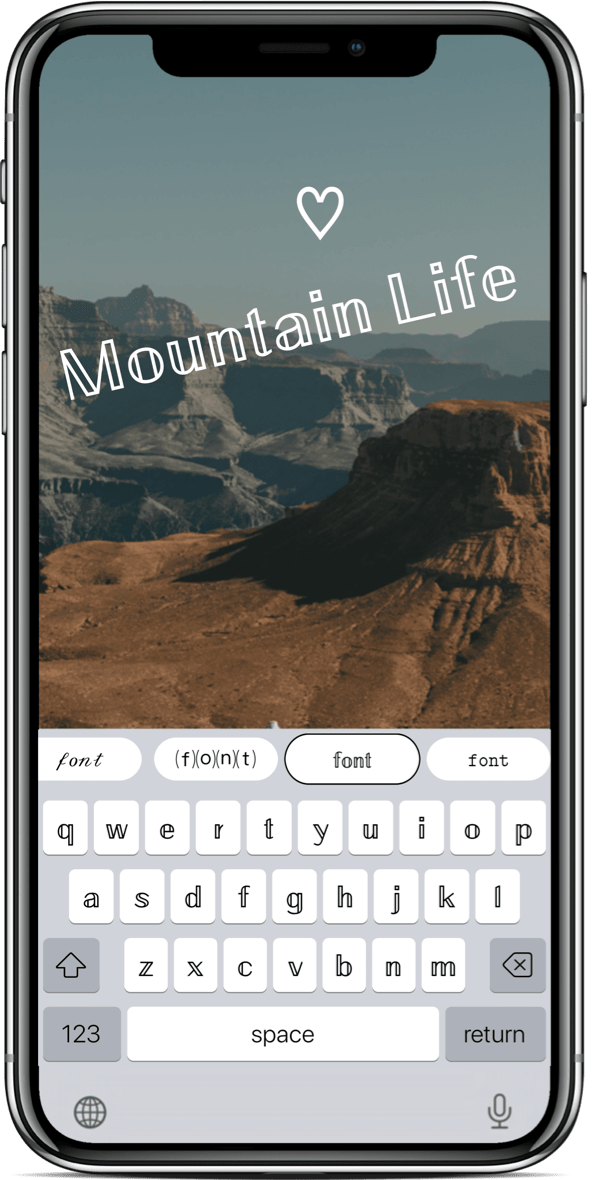 ♡
Mountain Life
font (f)(o)(n)(t) font font
q w e r t y u i o p
a s d f g h j k l
z x c v b n m
123 space return